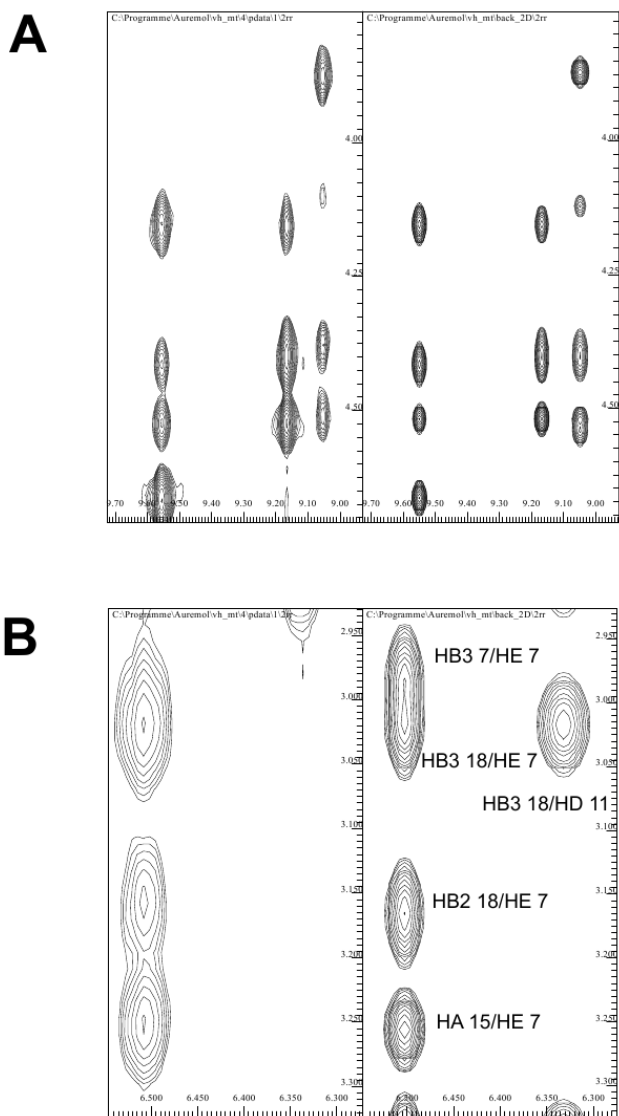 A
C:\Programme\Auremol\vh_mt\4\pdata\1\2rr
C:\Programme\Auremol\vh_mt\back_2D\2rr
4.00
4.00
4.25
4.25
4.50
4.50
9.70 9.60 9.50 9.40 9.30 9.20 9.10 9.00
9.70 9.60 9.50 9.40 9.30 9.20 9.10 9.00
B
C:\Programme\Auremol\vh_mt\4\pdata\1\2rr
C:\Programme\Auremol\vh_mt\back_2D\2rr
2.950
2.950
HB3 7/HE 7
3.000
3.000
3.050
HB3 18/HE 7
3.050
HB3 18/HD 11
3.100
3.100
3.150
3.150
HB2 18/HE 7
3.200
3.200
3.250
HA 15/HE 7
3.250
3.300
3.300
6.500 6.450 6.400 6.350 6.300
6.500 6.450 6.400 6.350 6.300